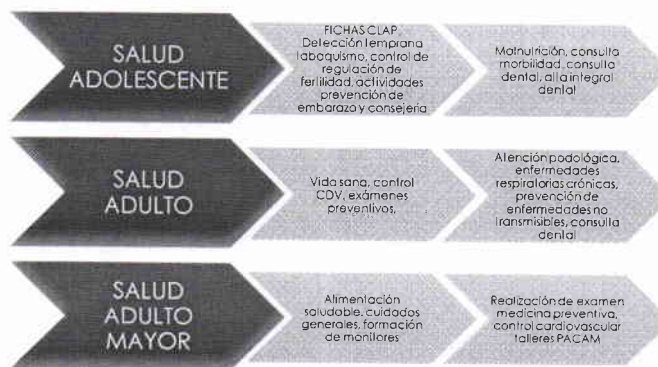 SALUD
ADOLESCENTE
FICHAS CLAP,
Detección temprana
tabaquismo, control de
regulación de
fertilidad, actividades
prevención de
embarazo y consejería
Malnutrición, consulta
morbilidad, consulta
dental, alta integral
dental
SALUD
ADULTO
Vida sana, control
CDV, exámenes
preventivos,
Atención podológica,
enfermedades
respiratorias crónicas,
prevención de
enfermedades no
transmisibles, consulta
dental
SALUD
ADULTO
MAYOR
Alimentación
saludable, cuidados
generales, formación
de monitores
Realización de examen
medicina preventiva,
control cardiovascular
talleres PACAM